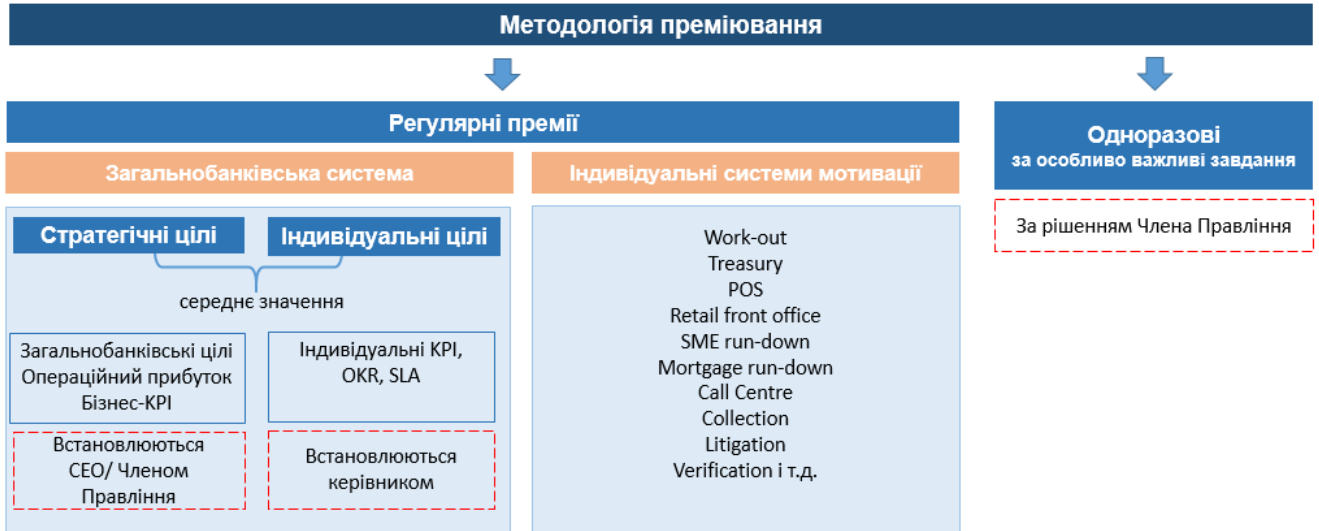 Методологія преміювання
Регулярні премії
Одноразові
за особливо важливі завдання
Загальнобанківська система
Індивідуальні системи мотивації
За рішенням Члена Правління
Стратегічні цілі
Індивідуальні цілі
середнє значення
Загальнобанківські цілі
Операційний прибуток
Бізнес-КРІ
Індивідуальні KPI,
OKR, SLA
Встановлюються
СЕО/ Членом
Правління
Встановлюються
керівником
Work-out
Treasury
POS
Retail front office
SME run-down
Mortgage run-down
Call Centre
Collection
Litigation
Verification і т.д.